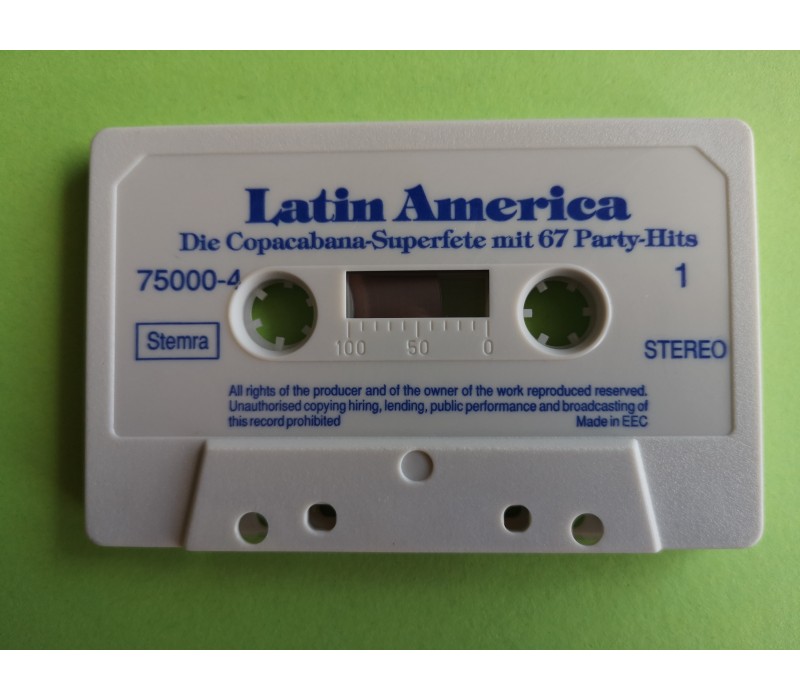 Latin America
Die Copacabana-Superfete mit 67 Party-Hits
75000-4 1
100 50 0
Stemra STEREO
All rights of the producer and of the owner of the work reproduced reserved.
Unauthorised copying hiring, lending, public performance and broadcasting of
this record prohibited Made in EEC